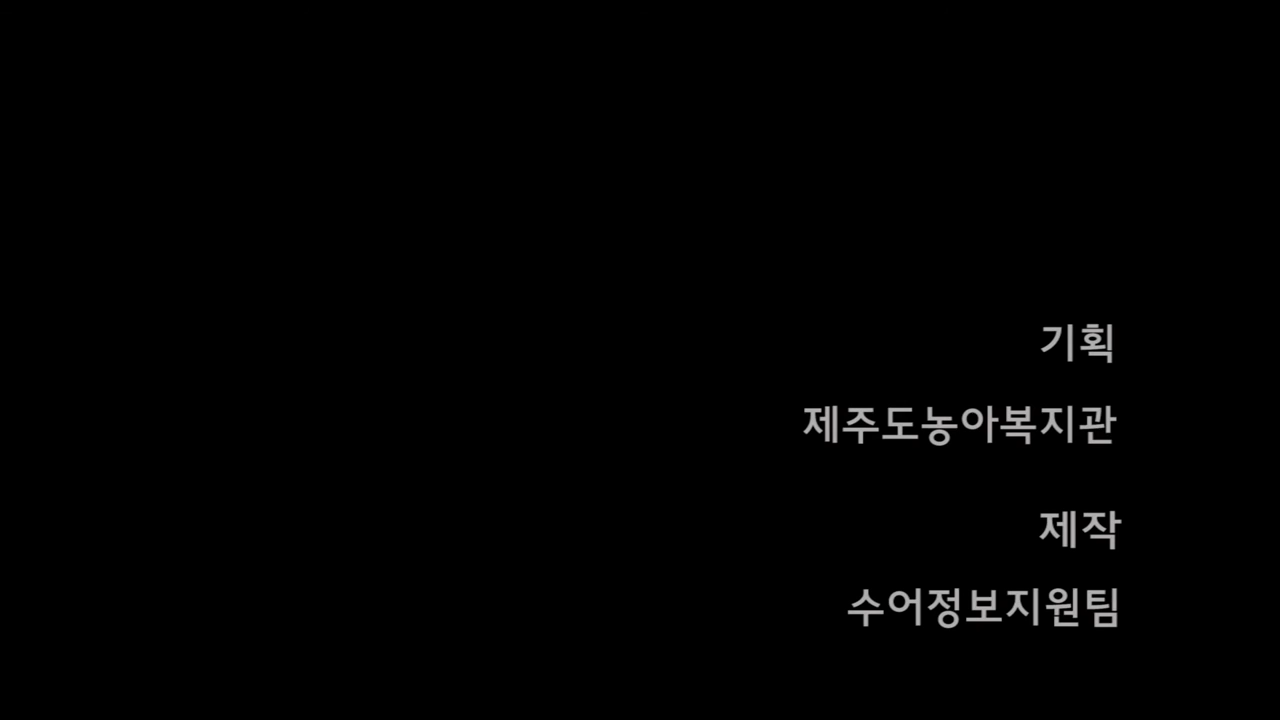 기획
제주도농아복지관
제작
수어정보지원팀